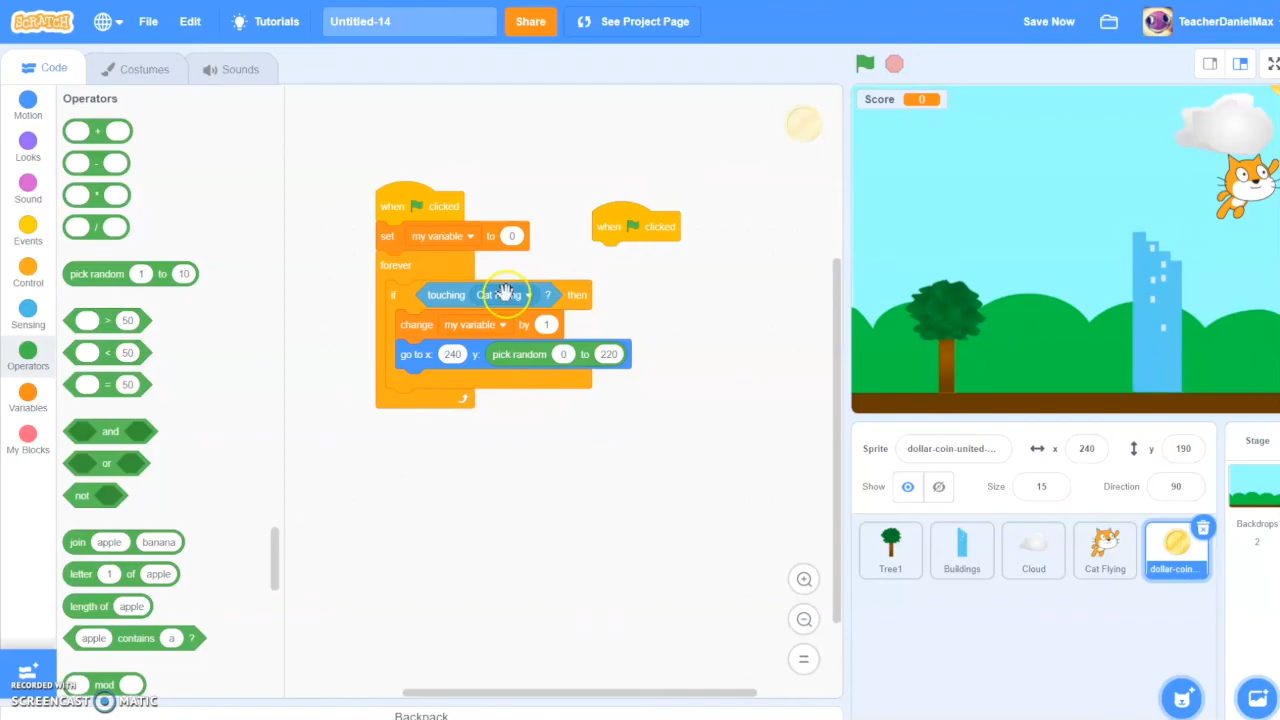 SCRATCH File Edit Tutorials Untitled-14 Share See Project Page Save Now TeacherDanielMax
Code Costumes Sounds
Motion
Looks
Sound
Events
Control
Sensing
Operators
Variables
My Blocks
Operators
+
-
*
/
pick random 1 to 10
> 50
< 50
= 50
and
or
not
join apple banana
letter 1 of apple
length of apple
apple contains a ?
mod
when clicked
set my variable to 0
forever
if touching ? then
change my variable by 1
go to x: 240 y: pick random 0 to 220
when clicked
Backpack
Score 0
Sprite dollar-coin-united-... x 240 y 190
Show Size 15 Direction 90
Tree1
Buildings
Cloud
Cat Flying
dollar-coin...
Stage
Backdrops
2
RECORDED WITH
SCREENCAST MATIC